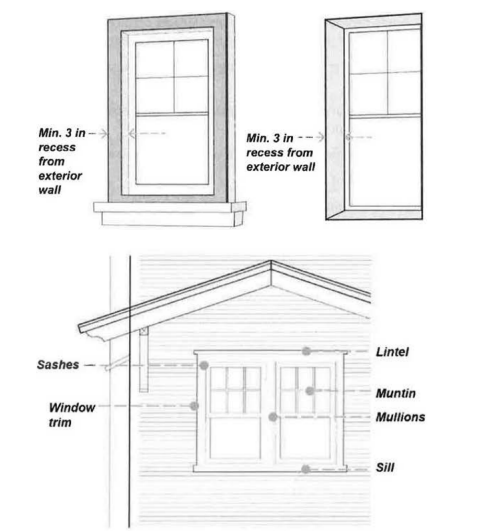 Min. 3 in
recess
from
exterior
wall
Min. 3 in
recess from
exterior wall
Sashes
Window
trim
Lintel
Muntin
Mullions
Sill